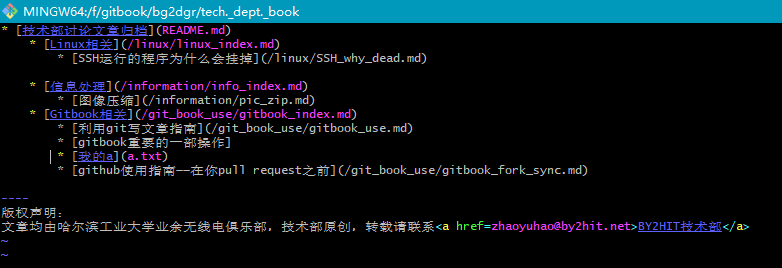 MINGW64:/f/gitbook/bg2dgr/tech._dept._book
* [技术部讨论文章归档](README.md)
* [Linux相关](/linux/linux_index.md)
* [SSH运行的程序为什么会挂掉](/linux/SSH_why_dead.md)
* [信息处理](/information/info_index.md)
* [图像压缩](/information/pic_zip.md)
* [Gitbook相关](/git_book_use/gitbook_index.md)
* [利用git写文章指南](/git_book_use/gitbook_use.md)
* [gitbook重要的一部操作]
* [我的a](a.txt)
* [github使用指南--在你pull request之前](/git_book_use/gitbook_fork_sync.md)
----
版权声明:
文章均由哈尔滨工业大学业余无线电俱乐部, 技术部原创, 转载请联系<a href=zhaoyuhao@by2hit.net>BY2HIT技术部</a>
~
~